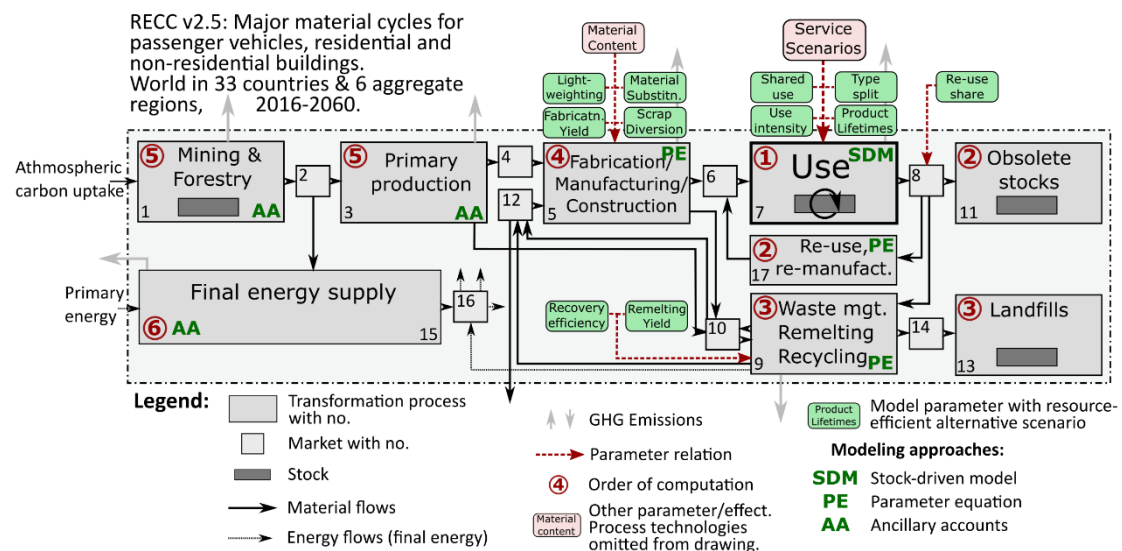 RECC v2.5: Major material cycles for
passenger vehicles, residential and
non-residential buildings.
World in 33 countries & 6 aggregate
regions, 2016-2060.
Material
Content
Service
Scenarios
Light-
weighting
Material
Substitn.
Fabricatn.
Yield
Scrap
Diversion
Shared
use
Type
split
Use
intensity
Product
Lifetimes
Re-use
share
Athmospheric
carbon uptake
5
Mining &
Forestry
1
AA
2
5
Primary
production
3
AA
4
12
4
PE
Fabrication/
Manufacturing/
Construction
5
6
1
SDM
Use
7
8
2
Obsolete
stocks
11
2
Re-use,
PE
re-manufact.
17
Primary
energy
Final energy supply
6
AA
15
16
Recovery
efficiency
Remelting
Yield
10
3
Waste mgt.
Remelting
Recycling
9
PE
14
3
Landfills
13
Legend:
Transformation process
with no.
Market with no.
Stock
Material flows
Energy flows (final energy)
GHG Emissions
Parameter relation
4
Order of computation
Material
content
Other parameter/effect.
Process technologies
omitted from drawing.
Product
Lifetimes
Model parameter with resource-
efficient alternative scenario
Modeling approaches:
SDM Stock-driven model
PE Parameter equation
AA Ancillary accounts